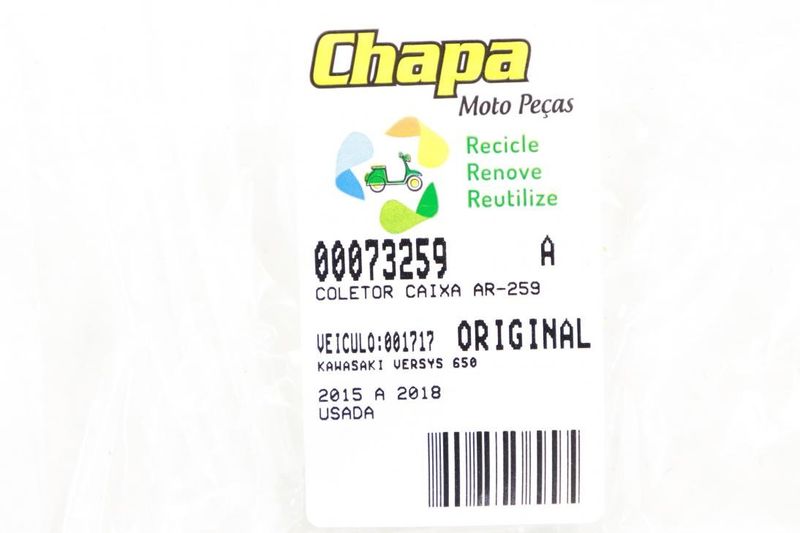 Chapa
Moto Peças
Recicle
Renove
Reutilize
00073259 A
COLETOR CAIXA AR-259
VEICULO:001717 ORIGINAL
KAWASAKI VERSYS 650
2015 A 2018
USADA